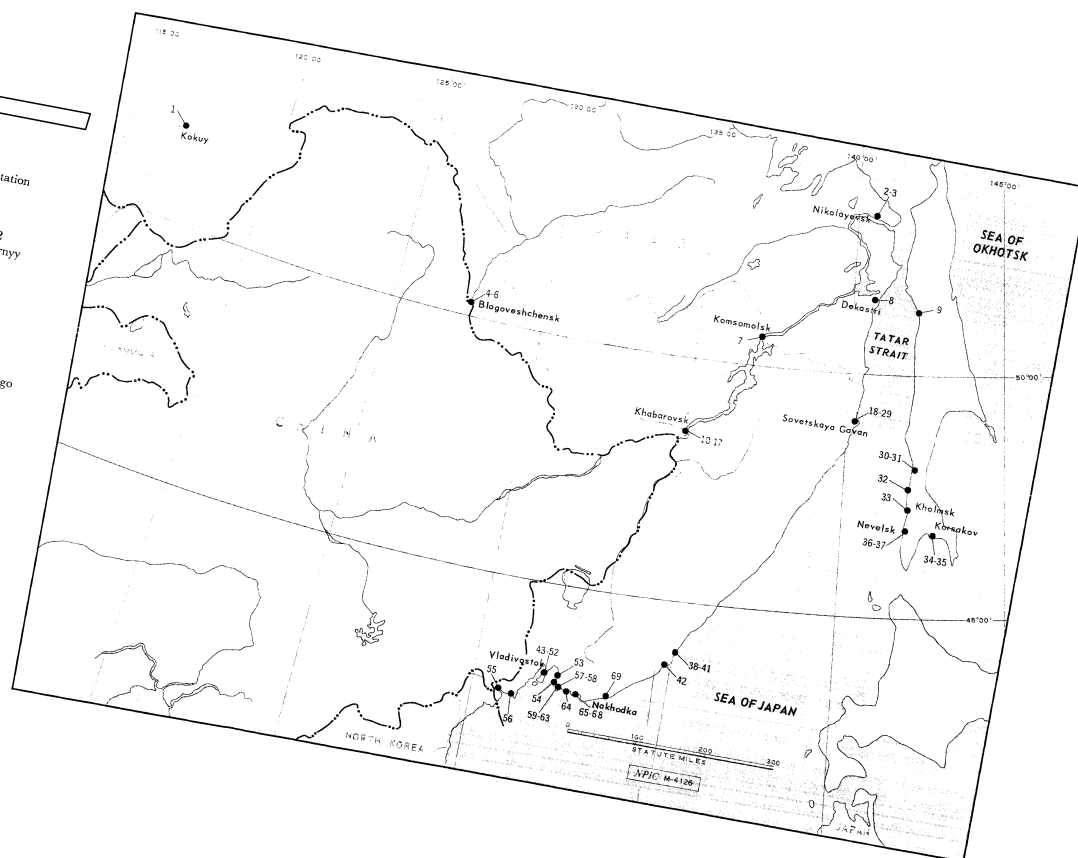 tation
2
rnyy
go
115 00
120 00
125 00'
130 00'
135 00
140°00'
145°00'
1
Kokuy
2-3
Nikolayevsk
SEA OF
OKHOTSK
4-6
Blagoveshchensk
Dekastri
8
9
Komsomolsk
7
TATAR
STRAIT
50°00'
Khabarovsk
10-17
Sovetskaya Gavan
18-29
CHINA
30-31
32
33
Kholmsk
Nevelsk
Korsakov
36-37
34-35
45°00'
Vladivostok
43-52
53
55
57-58
69
38-41
42
54
64
Nakhodka
56
59-63
65-68
SEA OF JAPAN
0
100
200
300
STATUTE MILES
NORTH KOREA
NPIC M-4126
JAPAN